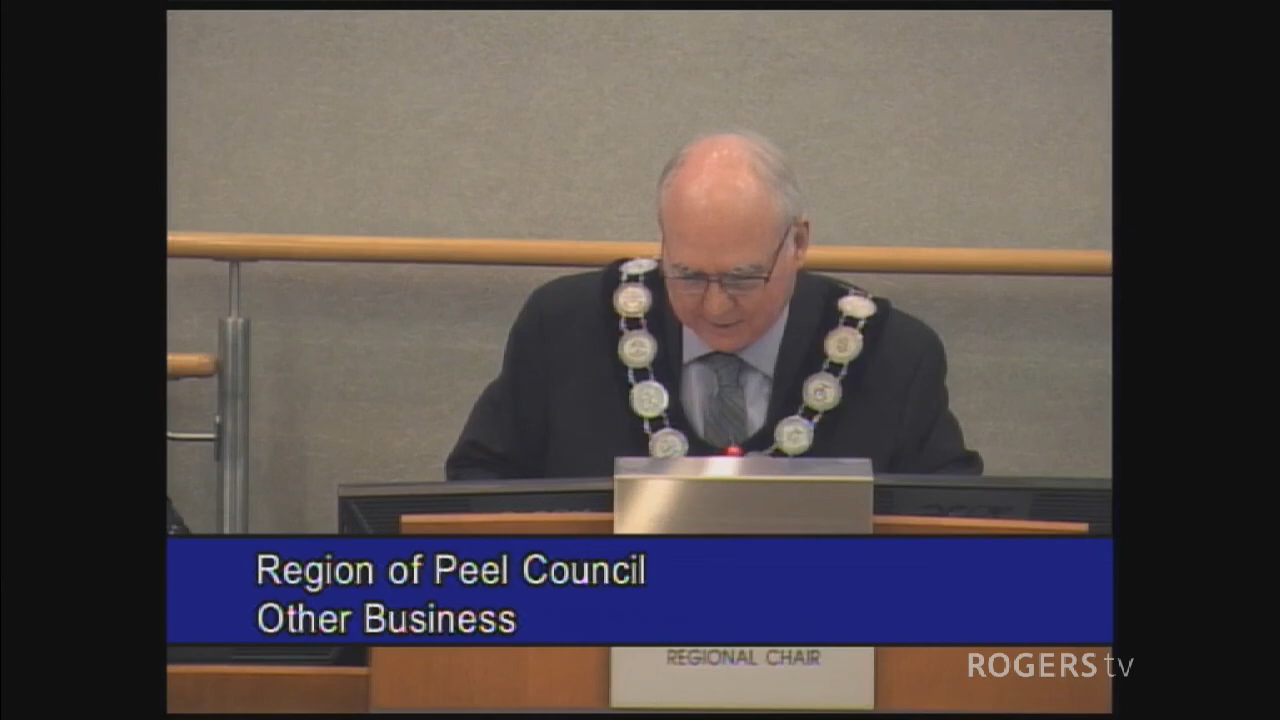 Region of Peel Council
Other Business
REGIONAL CHAIR
ROGERS tv